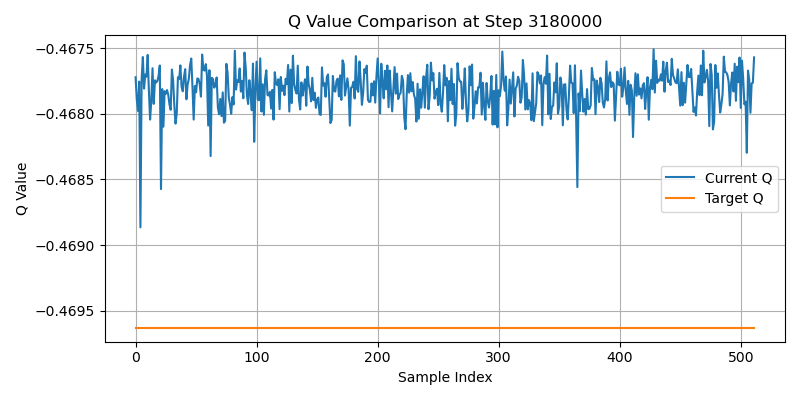 Q Value Comparison at Step 3180000
Q Value
−0.4675
−0.4680
−0.4685
−0.4690
−0.4695
Current Q
Target Q
0 100 200 300 400 500
Sample Index